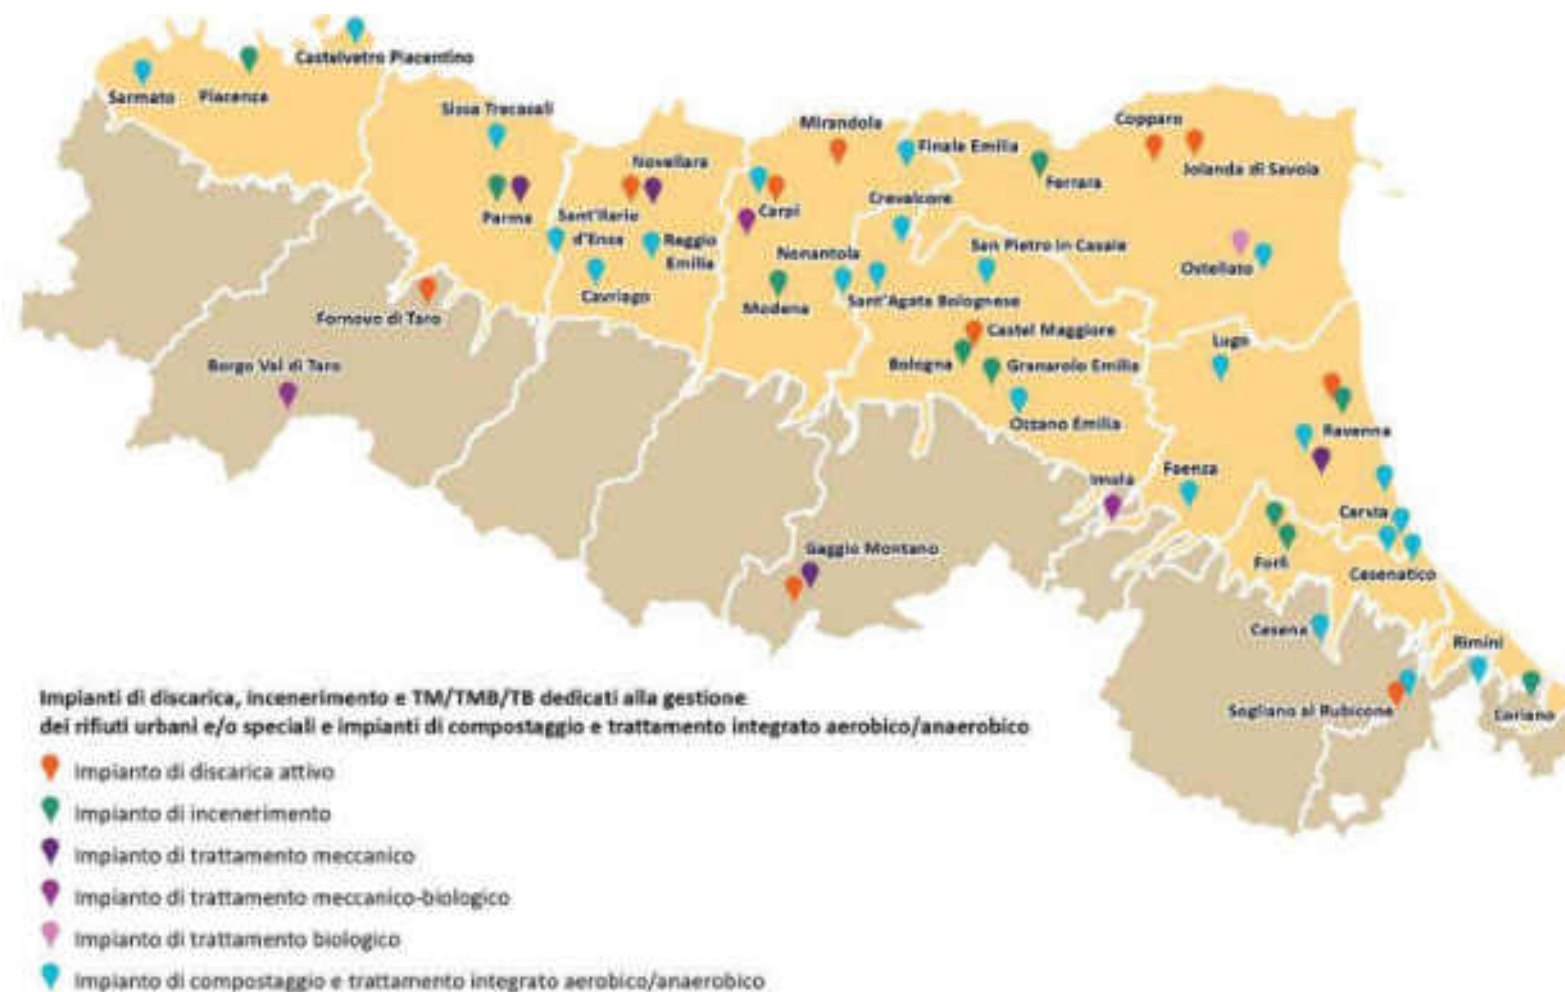 Castelvetro Piacentino
Sarmato
Piacenza
Sissa Trecasali
Mirandola
Copparo
Finale Emilia
Jolanda di Savoia
Novellara
Ferrara
Parma
Sant'Ilario
d'Enza
Carpi
Crevalcore
Reggio
Emilia
Nonantola
San Pietro in Casale
Ostellato
Cavriago
Modena
Sant'Agata Bolognese
Fornovo di Taro
Castel Maggiore
Lugo
Borgo Val di Taro
Bologna
Granarolo Emilia
Ozzano Emilia
Ravenna
Imola
Faenza
Cervia
Gaggio Montano
Forlì
Cesenatico
Cesena
Rimini
Sogliano al Rubicone
Coriano
Impianti di discarica, incenerimento e TM/TMB/TB dedicati alla gestione
dei rifiuti urbani e/o speciali e impianti di compostaggio e trattamento integrato aerobico/anaerobico
Impianto di discarica attivo
Impianto di incenerimento
Impianto di trattamento meccanico
Impianto di trattamento meccanico-biologico
Impianto di trattamento biologico
Impianto di compostaggio e trattamento integrato aerobico/anaerobico